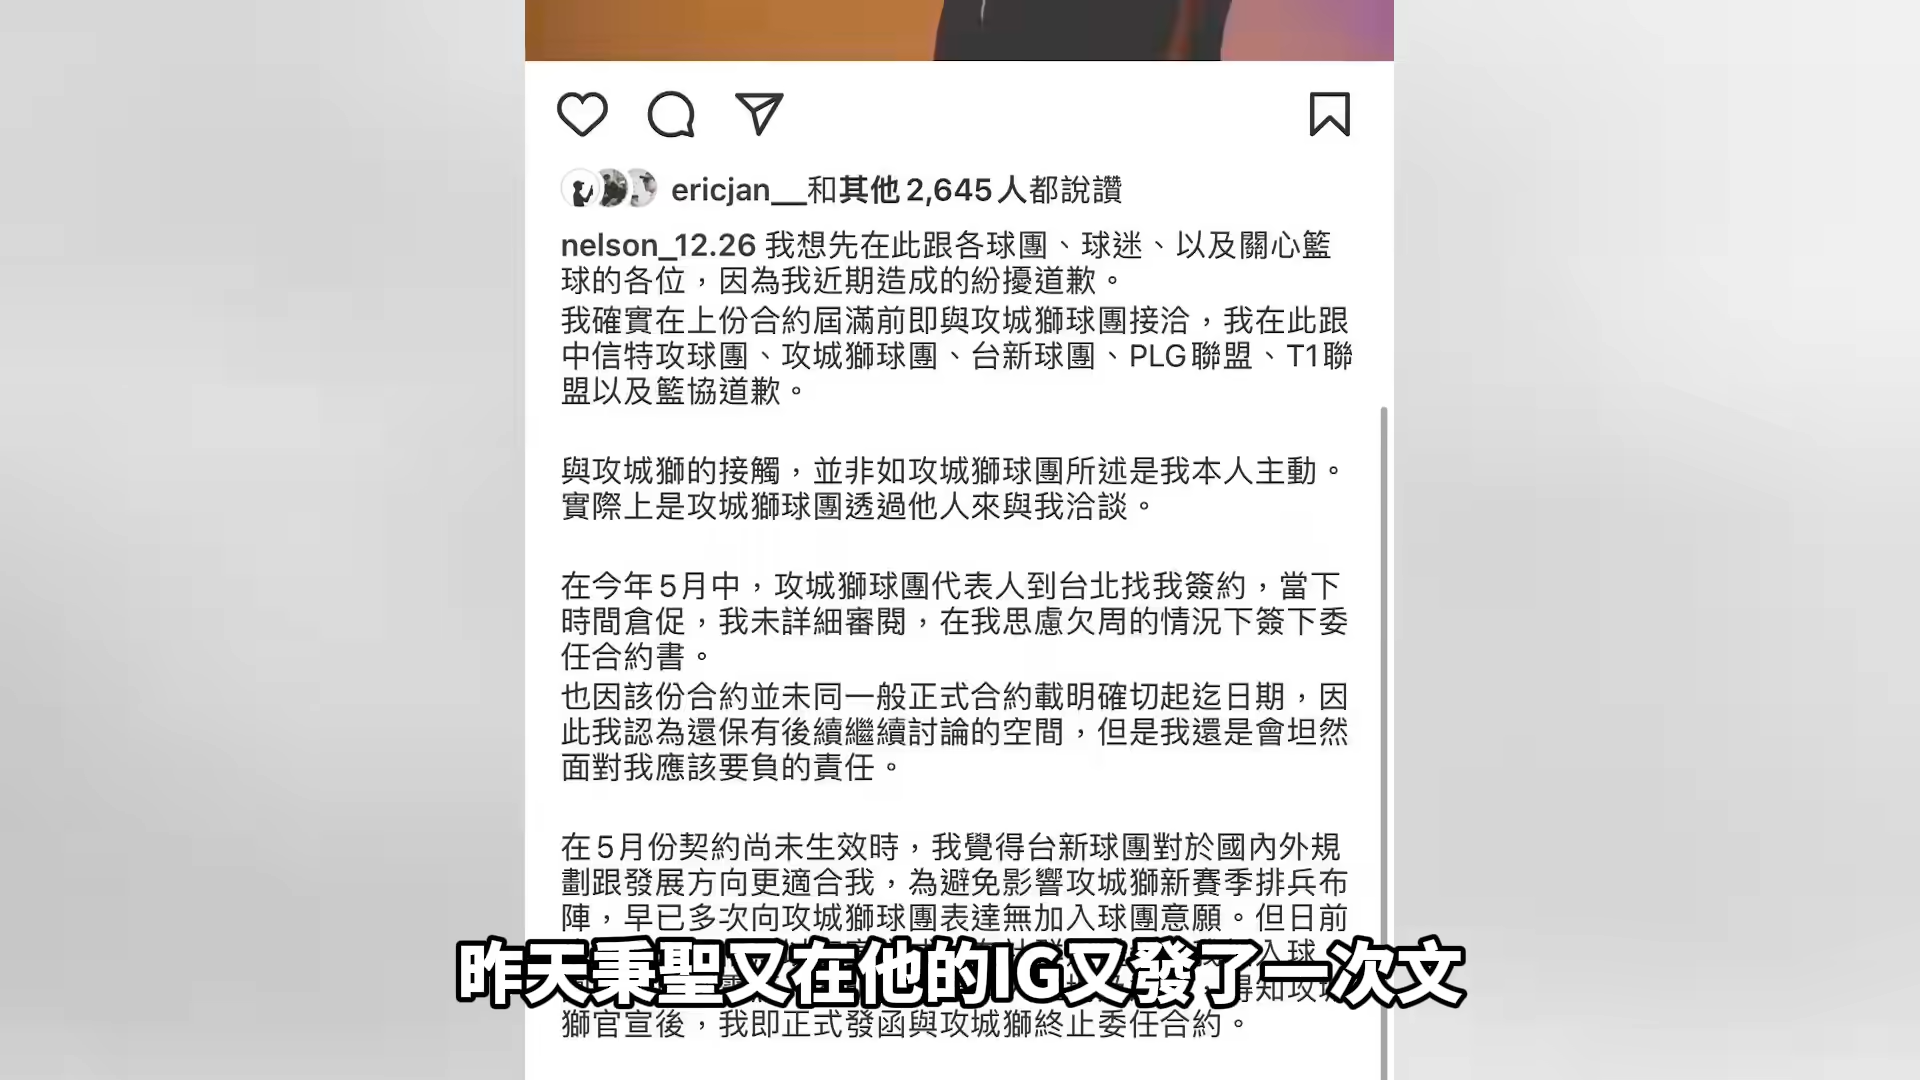 ericjan__和其他2,645人都說讚
nelson_12.26 我想先在此跟各球團、球迷、以及關心籃
球的各位，因為我近期造成的紛擾道歉。
我確實在上份合約屆滿前即與攻城獅球團接洽，我在此跟
中信特攻球團、攻城獅球團、台新球團、PLG聯盟、T1聯
盟以及籃協道歉。
與攻城獅的接觸，並非如攻城獅球團所述是我本人主動。
實際上是攻城獅球團透過他人來與我洽談。
在今年5月中，攻城獅球團代表人到台北找我簽約，當下
時間倉促，我未詳細審閱，在我思慮欠周的情況下簽下委
任合約書。
也因該份合約並未同一般正式合約載明確切起迄日期，因
此我認為還保有後續繼續討論的空間，但是我還是會坦然
面對我應該要負的責任。
在5月份契約尚未生效時，我覺得台新球團對於國內外規
劃跟發展方向更適合我，為避免影響攻城獅新賽季排兵布
陣，早已多次向攻城獅球團表達無加入球團意願。但日前
入球
得知攻城
昨天秉聖又在他的IG又發了一次文
獅官宣後，我即正式發函與攻城獅終止委任合約。